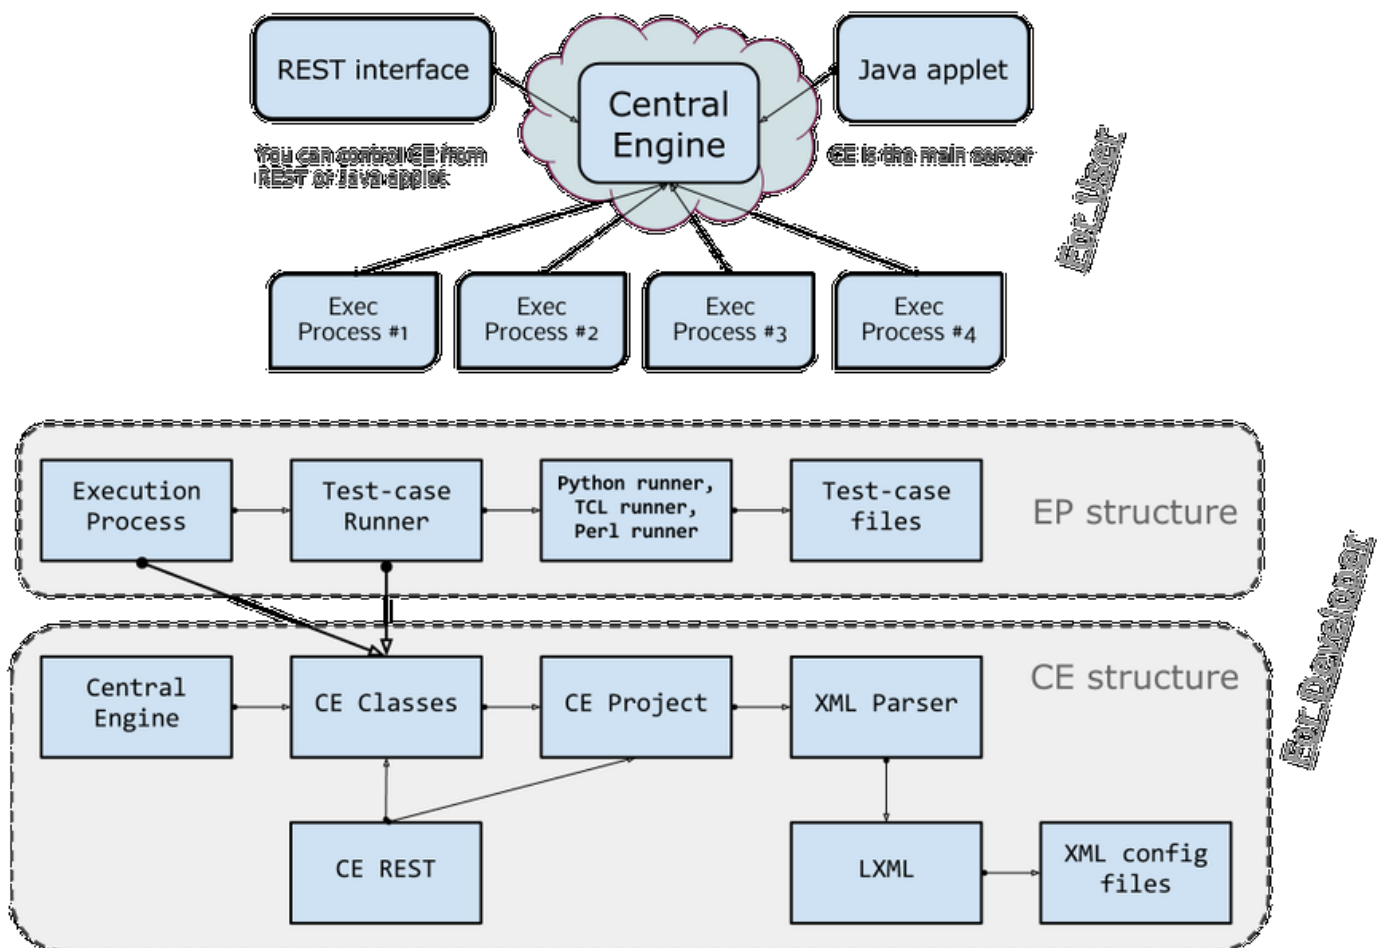 REST interface
Central
Engine
Java applet
You can control CE from
REST or Java applet
CE is the main server
For User
Exec
Process #1
Exec
Process #2
Exec
Process #3
Exec
Process #4
Execution
Process
Test-case
Runner
Python runner,
TCL runner,
Perl runner
Test-case
files
EP structure
For Developer
Central
Engine
CE Classes
CE Project
XML Parser
CE structure
CE REST
LXML
XML config
files